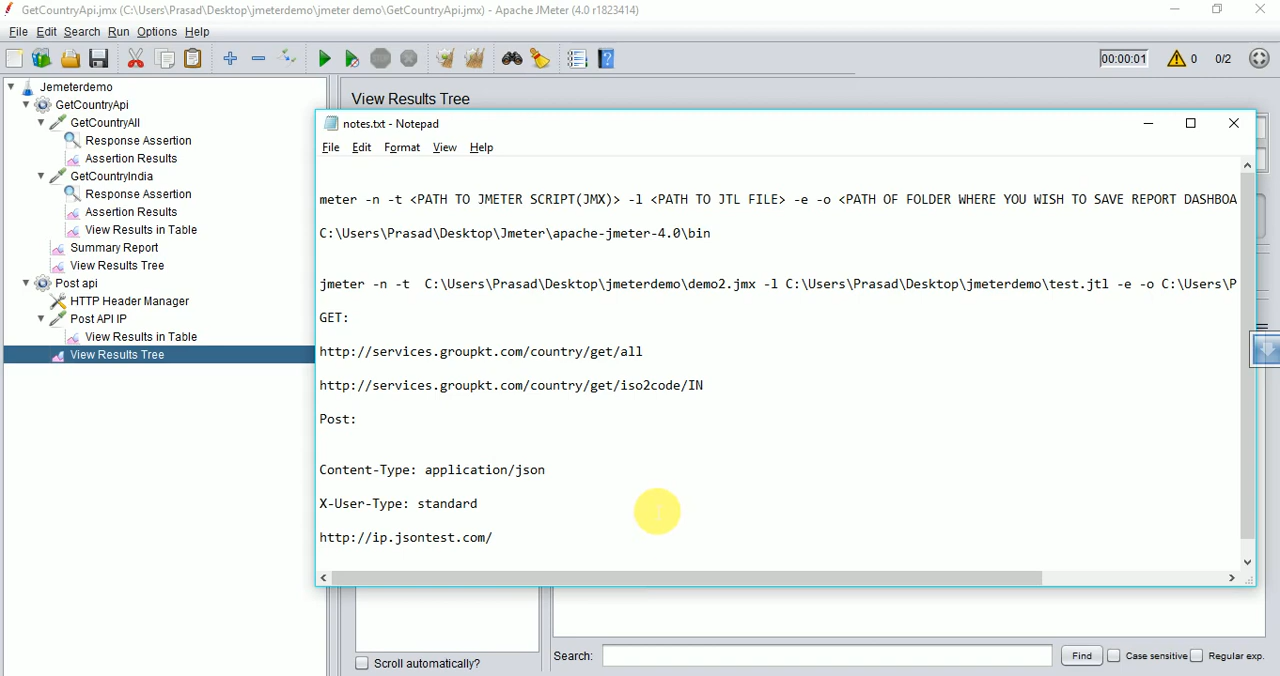 GetCountryApi.jmx (C:\Users\Prasad\Desktop\jmeterdemo\jmeter demo\GetCountryApi.jmx) - Apache JMeter (4.0 r1823414)
File Edit Search Run Options Help
00:00:01 0 0/2
Jemeterdemo
GetCountryApi
GetCountryAll
Response Assertion
Assertion Results
GetCountryIndia
Response Assertion
Assertion Results
View Results in Table
Summary Report
View Results Tree
Post api
HTTP Header Manager
Post API IP
View Results in Table
View Results Tree
View Results Tree
notes.txt - Notepad
File Edit Format View Help
meter -n -t <PATH TO JMETER SCRIPT(JMX)> -l <PATH TO JTL FILE> -e -o <PATH OF FOLDER WHERE YOU WISH TO SAVE REPORT DASHBOA
C:\Users\Prasad\Desktop\Jmeter\apache-jmeter-4.0\bin
jmeter -n -t  C:\Users\Prasad\Desktop\jmeterdemo\demo2.jmx -l C:\Users\Prasad\Desktop\jmeterdemo\test.jtl -e -o C:\Users\P
GET:
http://services.groupkt.com/country/get/all
http://services.groupkt.com/country/get/iso2code/IN
Post:
Content-Type: application/json
X-User-Type: standard
http://ip.jsontest.com/
Scroll automatically?
Search: Find Case sensitive Regular exp.